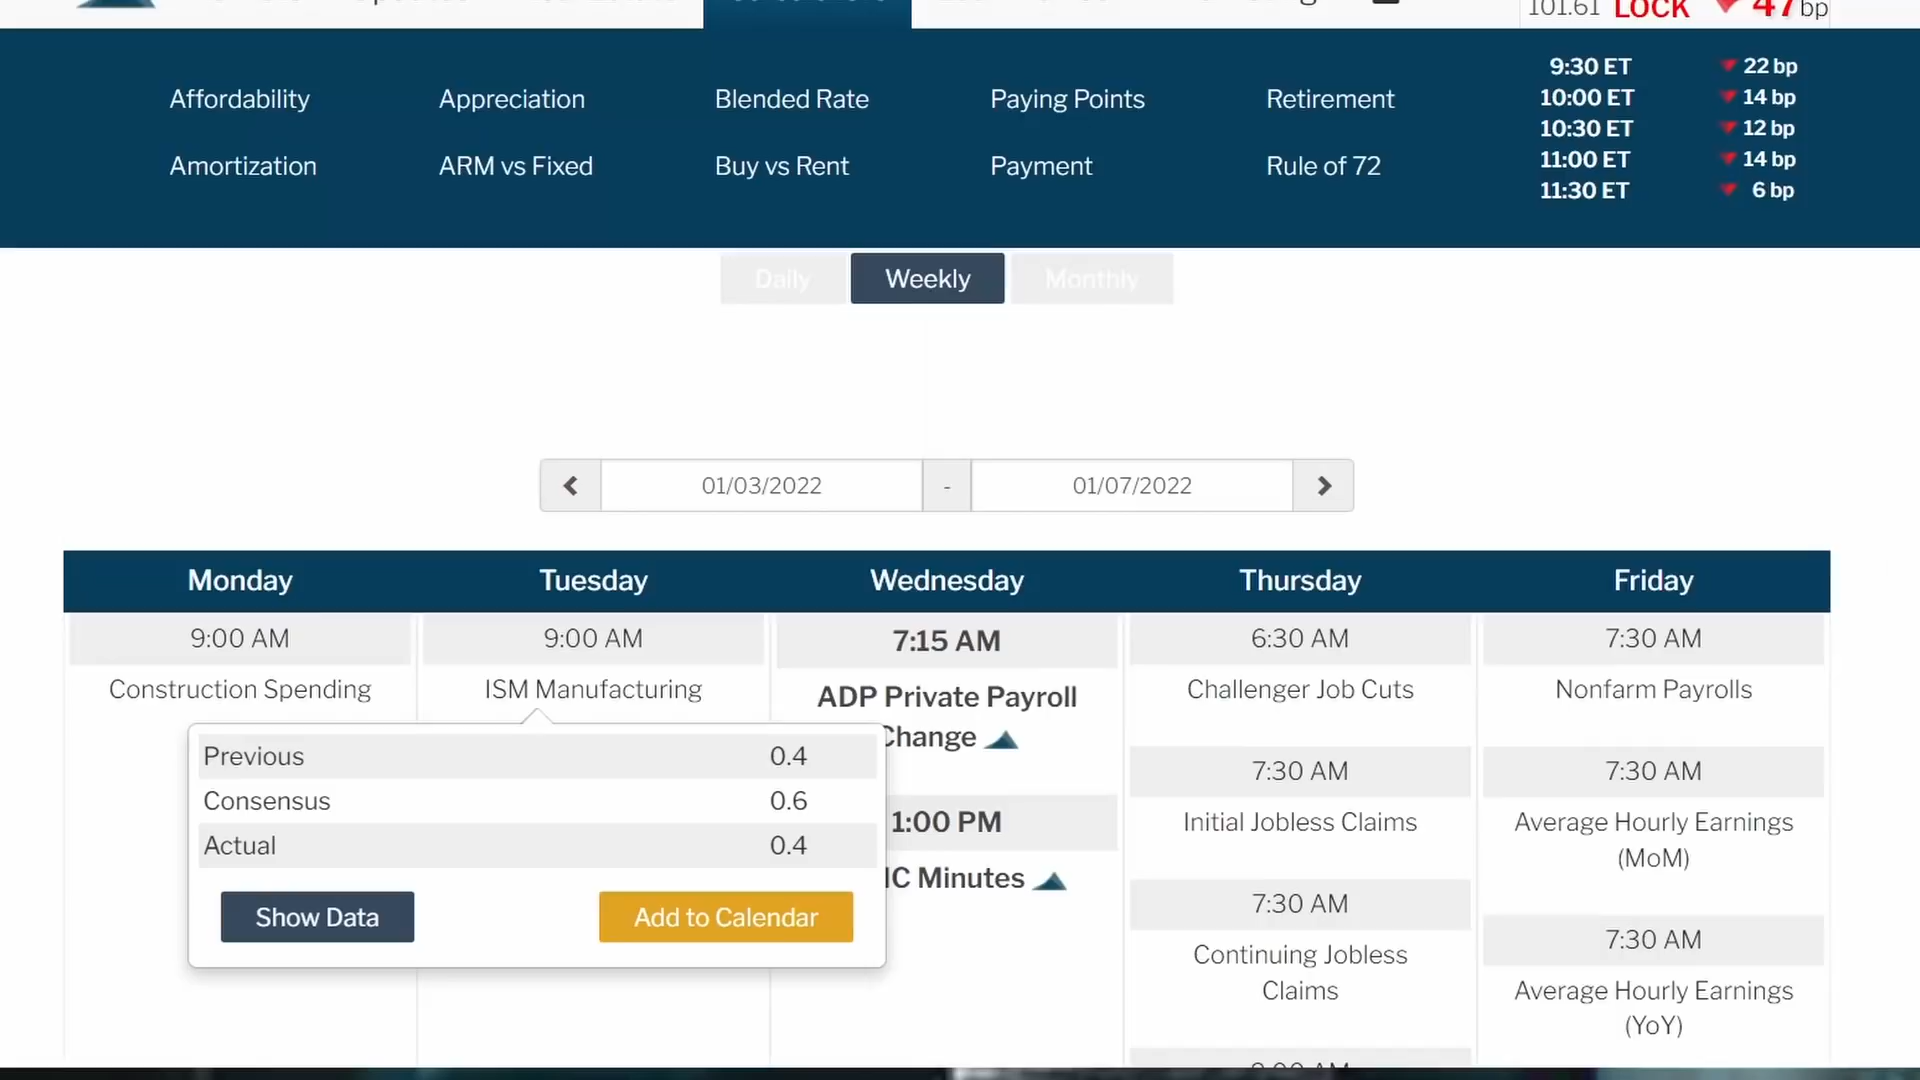 101.61 LOCK 47 bp
Affordability Appreciation Blended Rate Paying Points Retirement
Amortization ARM vs Fixed Buy vs Rent Payment Rule of 72
9:30 ET 22 bp
10:00 ET 14 bp
10:30 ET 12 bp
11:00 ET 14 bp
11:30 ET 6 bp
Daily Weekly Monthly
01/03/2022 - 01/07/2022
Monday Tuesday Wednesday Thursday Friday
9:00 AM
Construction Spending
9:00 AM
ISM Manufacturing
Previous 0.4
Consensus 0.6
Actual 0.4
Show Data Add to Calendar
7:15 AM
ADP Private Payroll
Change
1:00 PM
Minutes
6:30 AM
Challenger Job Cuts
7:30 AM
Initial Jobless Claims
7:30 AM
Continuing Jobless
Claims
7:30 AM
Nonfarm Payrolls
7:30 AM
Average Hourly Earnings
(MoM)
7:30 AM
Average Hourly Earnings
(YoY)